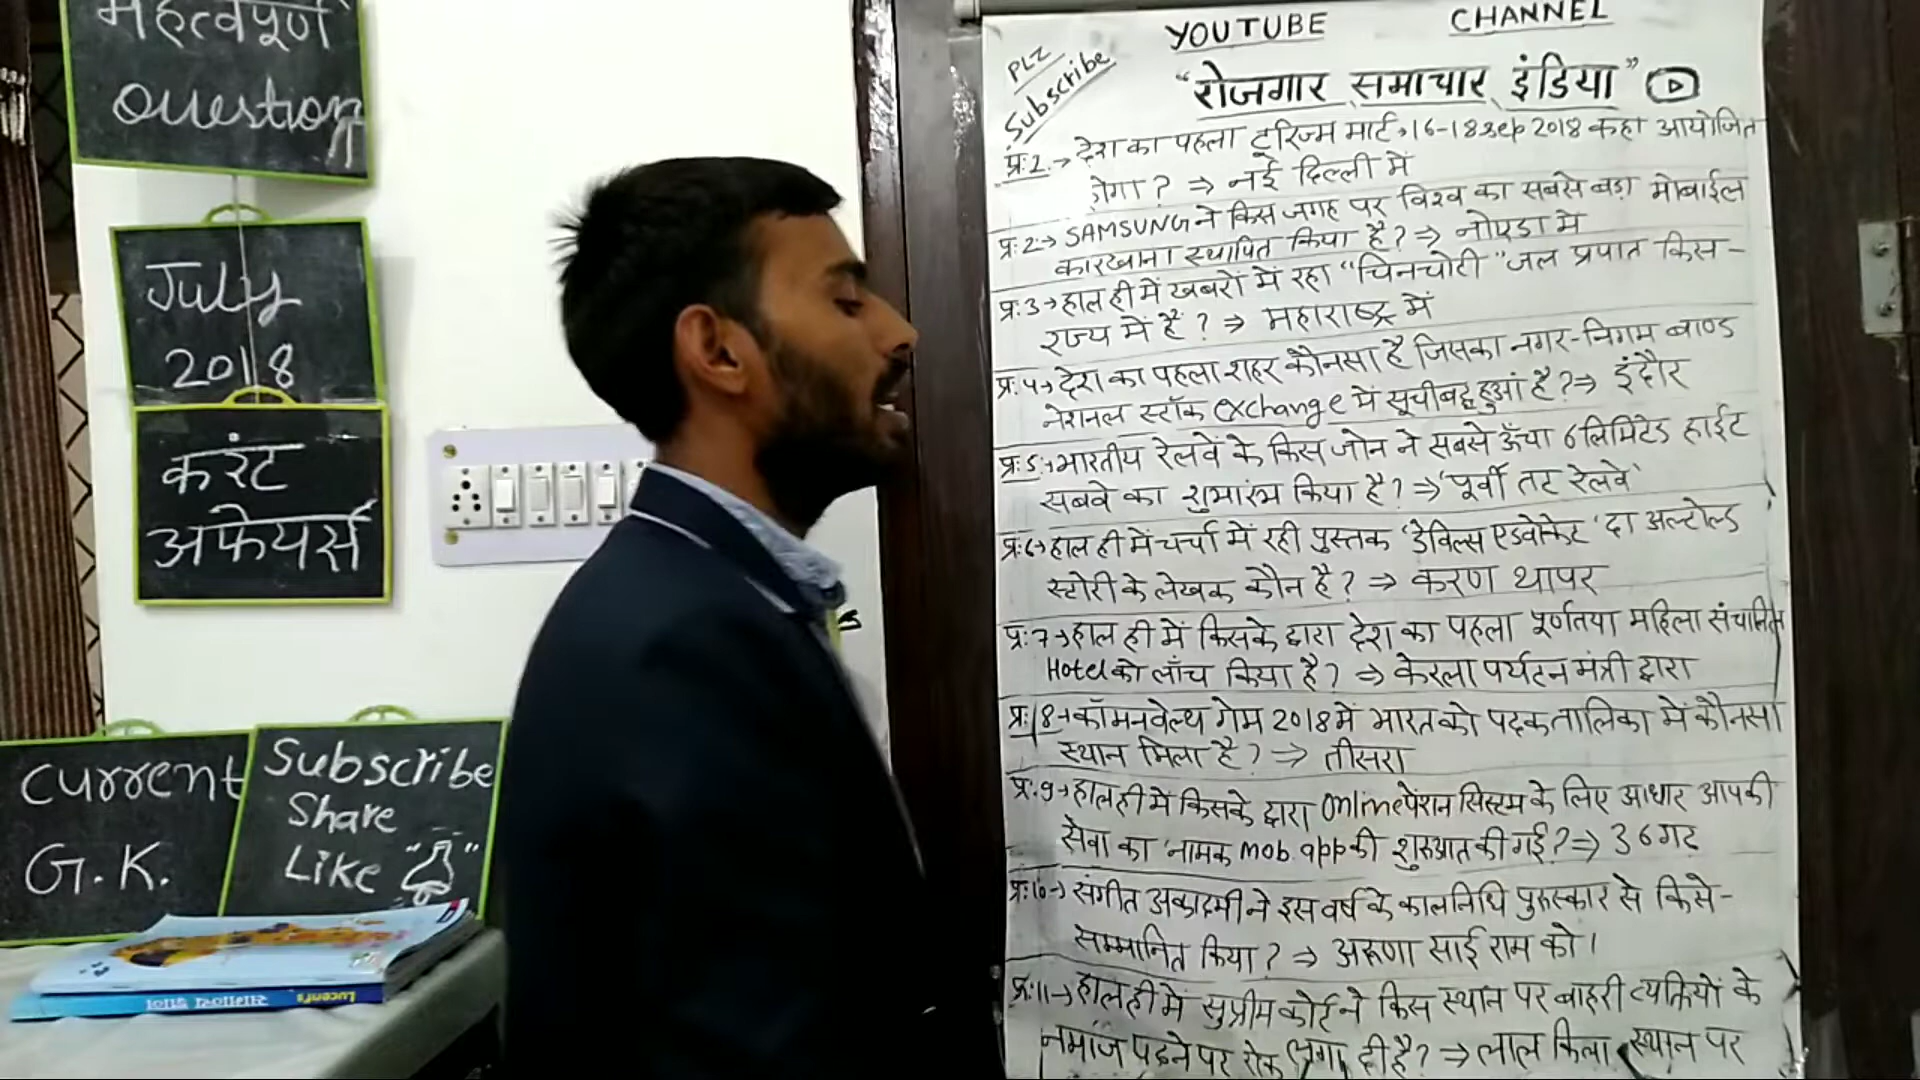 महत्वपूर्ण
Question
July
2018
करंट
अफेयर्स
Current
G.K.
Subscribe
Share
Like
Lucent's सामान्य ज्ञान
YOUTUBE CHANNEL
PLZ
Subscribe
"रोजगार समाचार इंडिया"
देश का पहला टूरिज्म मार्ट 16-18 Sep 2018 कहा आयोजित
होगा? ⇒ नई दिल्ली में
प्र:2→ SAMSUNG ने किस जगह पर विश्व का सबसे बड़ा मोबाईल
कारखाना स्थापित किया है? ⇒ नोएडा में
प्र:3→ हाल ही में खबरों में रहा "चिनचोटी" जल प्रपात किस-
राज्य में हैं? ⇒ महाराष्ट्र में
प्र:4→ देश का पहला शहर कौनसा है जिसका नगर-निगम बाण्ड
नेशनल स्टॉक exchange में सूचीबद्ध हुआं है? ⇒ इंदौर
प्र:5→ भारतीय रेलवें के किस जोन ने सबसे ऊँचा 6 लिमिटेड हाईट
सबवे का शुभारंभ किया है? ⇒ 'पूर्वी तट रेलवे'
प्र:6→ हाल ही में चर्चा में रही पुस्तक 'डेविल्स एडवोकेट' दा अल्टोल्ड
स्टोरी के लेखक कौन है? ⇒ करण थापर
प्र:7→ हाल ही में किसके द्वारा देश का पहला पूर्णतया महिला संचालित
Hotel को लाँच किया है? ⇒ केरला पर्यटन मंत्री द्वारा
प्र:8→ कॉमनवेल्थ गेम 2018 में भारत को पदक तालिका में कौनसा
स्थान मिला है? ⇒ तीसरा
प्र:9→ हाल ही में किसके द्वारा Online पेंशन सिस्टम के लिए आधार आपकी
सेवा का नामक mob. app की शुरुआत की गई? ⇒ 36 गढ़
प्र:10→ संगीत अकादमी ने इस वर्ष के कालनिधि पुरुस्कार से किसे-
सम्मानित किया? ⇒ अरूणा साई राम को।
प्र:11→ हाल ही में सुप्रीम कोर्ट ने किस स्थान पर बाहरी व्यक्तियों के
नमाज पढ़ने पर रोक लगा दी है? ⇒ लाल किला स्थान पर